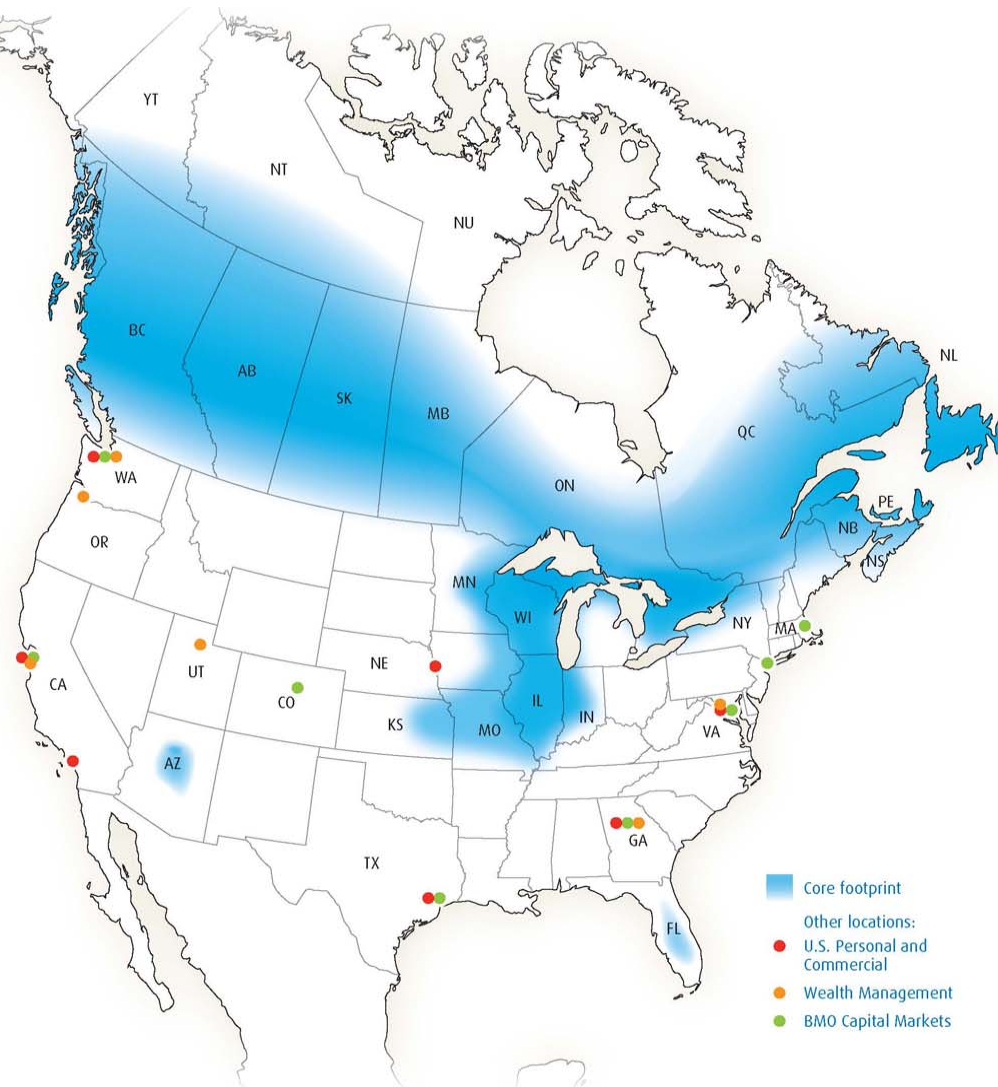 YT
NT
NU
BC
AB
SK
MB
ON
QC
NL
PE
NB
NS
WA
OR
MN
WI
NY
MA
CA
UT
CO
NE
KS
MO
IL
IN
VA
AZ
TX
GA
FL
Core footprint
Other locations:
U.S. Personal and
Commercial
Wealth Management
BMO Capital Markets